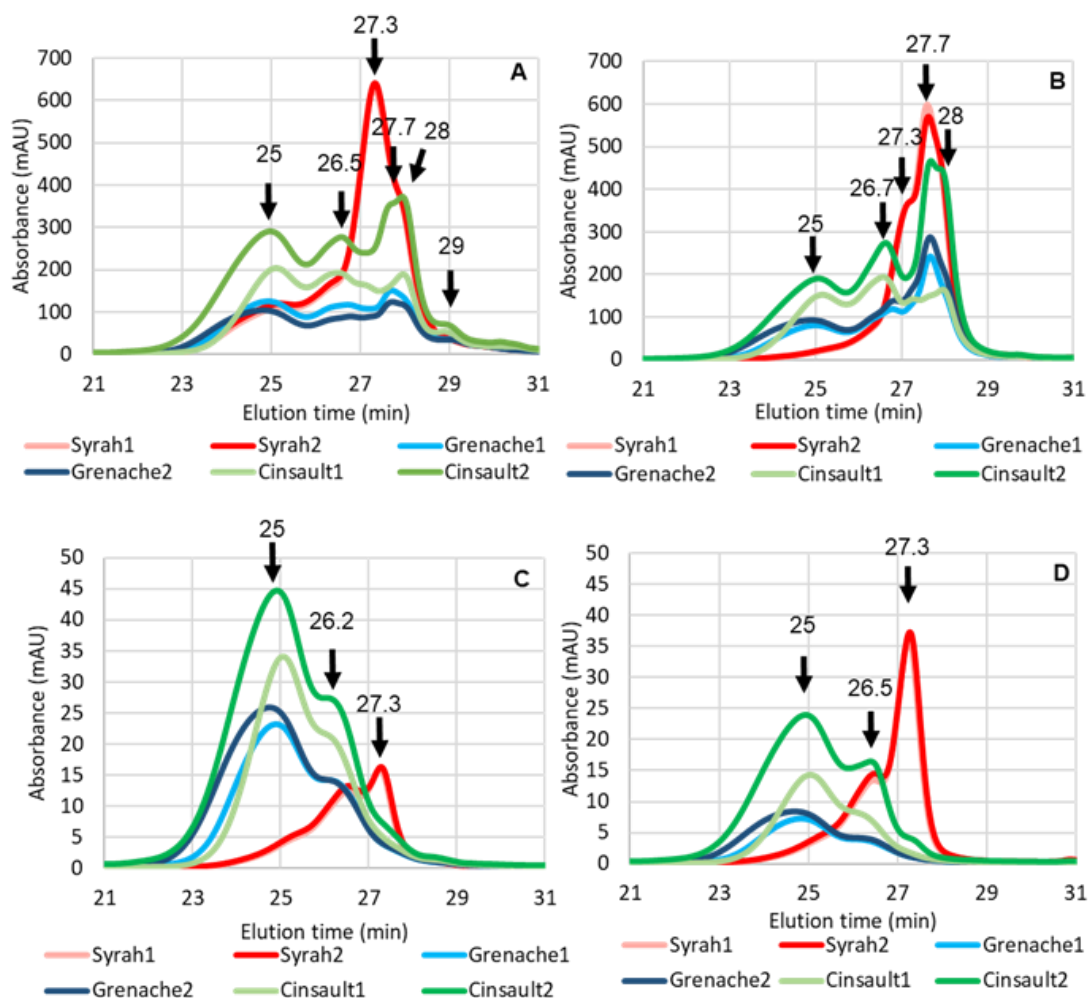 27.3
A
700
600
500
400
300
200
100
0
Absorbance (mAU)
25
26.5
27.7
28
29
21 23 25 27 29 31
Elution time (min)
Syrah1 Syrah2 Grenache1
Grenache2 Cinsault1 Cinsault2
27.7
B
700
600
500
400
300
200
100
0
Absorbance (mAU)
25
26.7
27.3
28
21 23 25 27 29 31
Elution time (min)
Syrah1 Syrah2 Grenache1
Grenache2 Cinsault1 Cinsault2
25
C
50
45
40
35
30
25
20
15
10
5
0
Absorbance (mAU)
26.2
27.3
21 23 25 27 29 31
Elution time (min)
Syrah1 Syrah2 Grenache1
Grenache2 Cinsault1 Cinsault2
27.3
D
50
45
40
35
30
25
20
15
10
5
0
Absorbance (mAU)
25
26.5
21 23 25 27 29 31
Elution time (min)
Syrah1 Syrah2 Grenache1
Grenache2 Cinsault1 Cinsault2